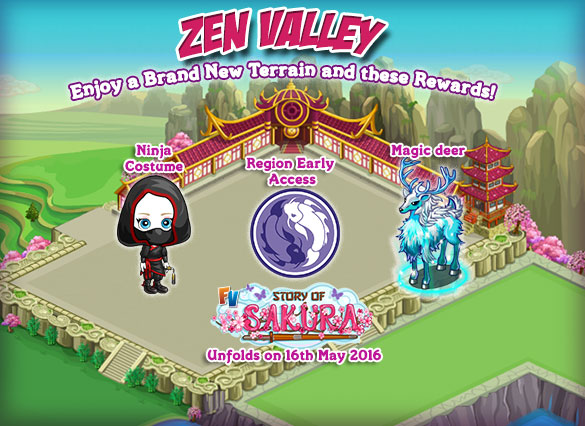 ZEN VALLEY
Enjoy a Brand New Terrain and these Rewards!
Ninja
Costume
Region Early
Access
Magic deer
FV STORY OF
SAKURA
Unfolds on 16th May 2016